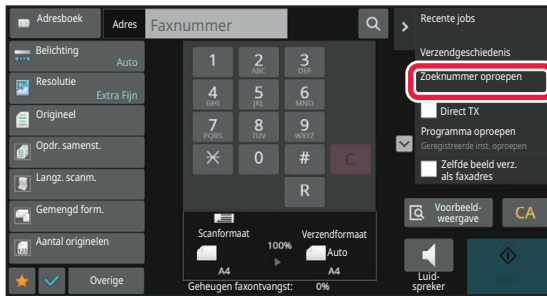 Adresboek
Adres
Faxnummer
Belichting
Auto
Resolutie
Extra Fijn
Origineel
Opdr. samenst.
Langz. scanm.
Gemengd form.
Aantal originelen
Overige
1
2
ABC
3
DEF
4
GHI
5
JKL
6
MNO
7
PQRS
8
TUV
9
WXYZ
0
#
C
R
Scanformaat
100%
Verzendformaat
Auto
A4
A4
Geheugen faxontvangst: 0%
Recente jobs
Verzendgeschiedenis
Zoeknummer oproepen
Direct TX
Programma oproepen
Geregistreerde inst. oproepen
Zelfde beeld verz.
als faxadres
Voorbeeld-
weergave
CA
Luid-
spreker
Start